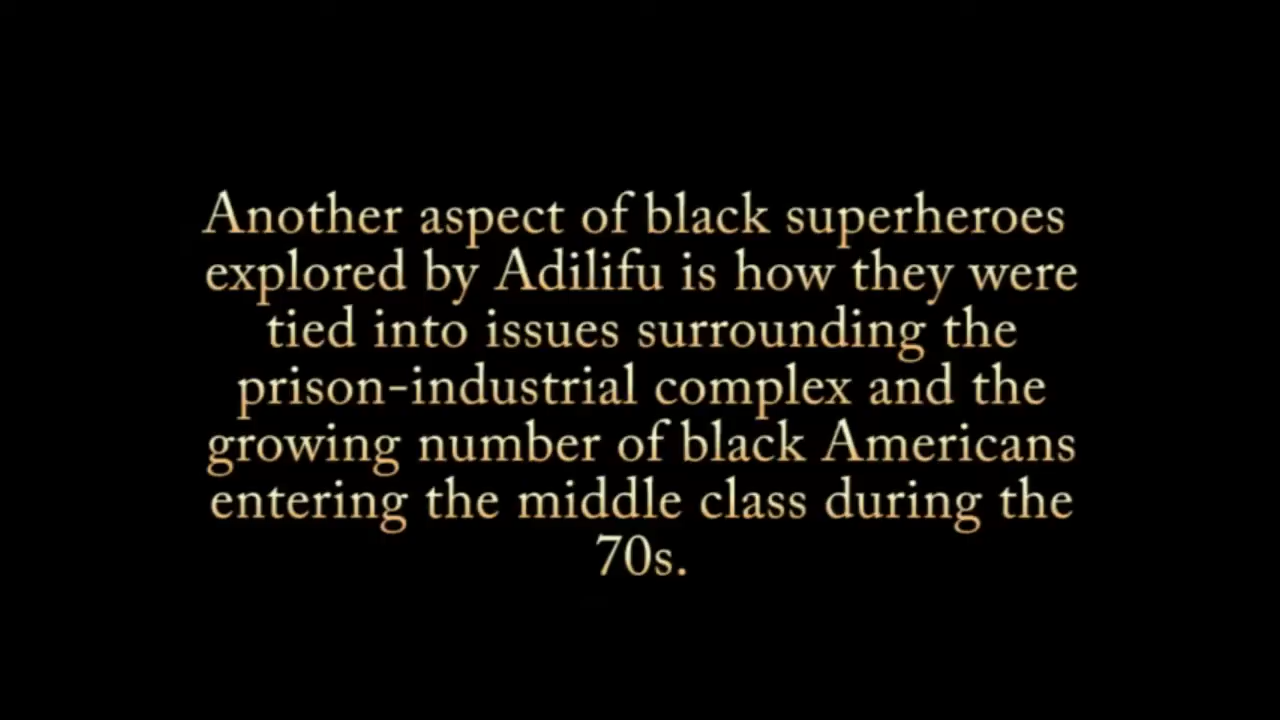 Another aspect of black superheroes
explored by Adilifu is how they were
tied into issues surrounding the
prison-industrial complex and the
growing number of black Americans
entering the middle class during the
70s.